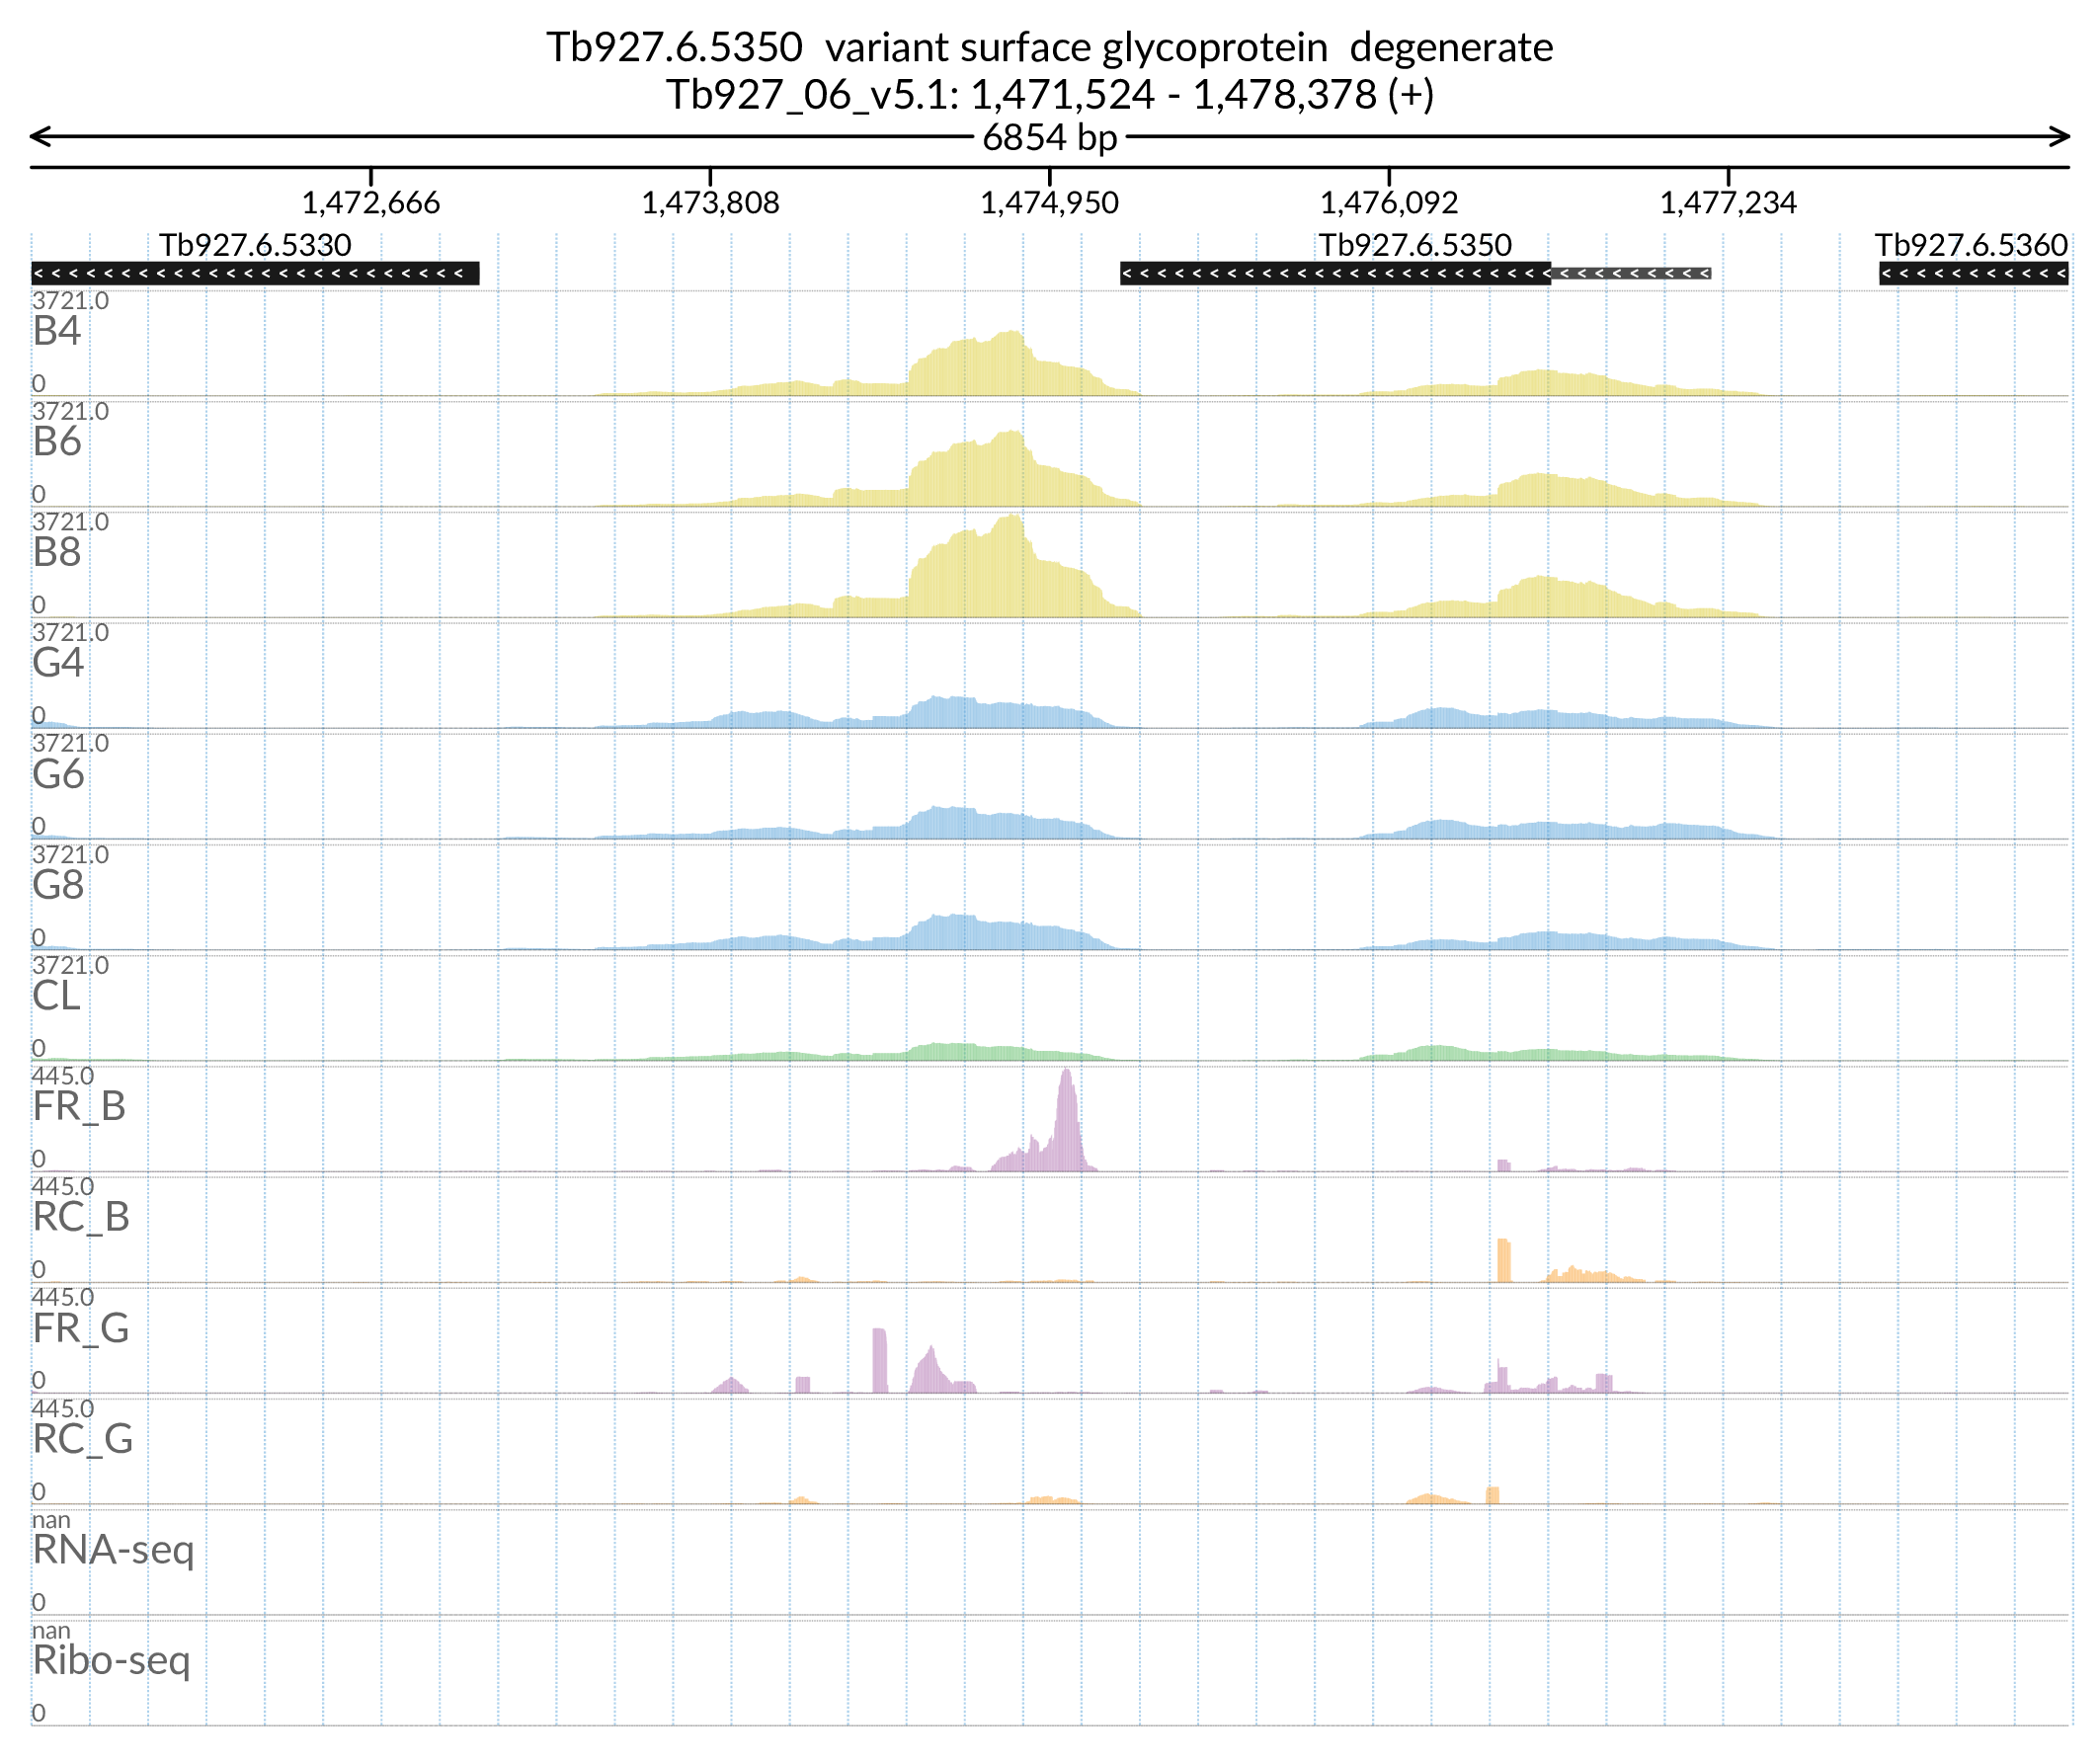 Tb927.6.5350  variant surface glycoprotein  degenerate
Tb927_06_v5.1: 1,471,524 - 1,478,378 (+)
6854 bp
1,472,666 1,473,808 1,474,950 1,476,092 1,477,234
Tb927.6.5330 Tb927.6.5350 Tb927.6.5360
3721.0
B4
0
3721.0
B6
0
3721.0
B8
0
3721.0
G4
0
3721.0
G6
0
3721.0
G8
0
3721.0
CL
0
445.0
FR_B
0
445.0
RC_B
0
445.0
FR_G
0
445.0
RC_G
0
nan
RNA-seq
0
nan
Ribo-seq
0